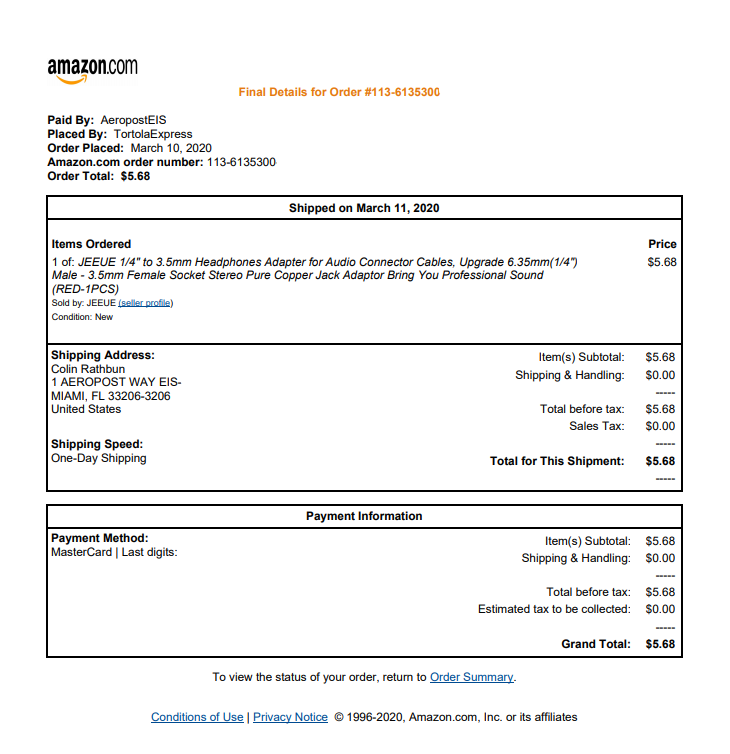 amazon.com
Final Details for Order #113-6135300
Paid By: AeropostEIS
Placed By: TortolaExpress
Order Placed: March 10, 2020
Amazon.com order number: 113-6135300
Order Total: $5.68
Shipped on March 11, 2020
Items Ordered Price
1 of: JEEUE 1/4" to 3.5mm Headphones Adapter for Audio Connector Cables, Upgrade 6.35mm(1/4") $5.68
Male - 3.5mm Female Socket Stereo Pure Copper Jack Adaptor Bring You Professional Sound
(RED-1PCS)
Sold by: JEEUE (seller profile)
Condition: New
Shipping Address:
Colin Rathbun
1 AEROPOST WAY EIS-
MIAMI, FL 33206-3206
United States
Shipping Speed:
One-Day Shipping
Item(s) Subtotal: $5.68
Shipping & Handling: $0.00
-----
Total before tax: $5.68
Sales Tax: $0.00
-----
Total for This Shipment: $5.68
-----
Payment Information
Payment Method:
MasterCard | Last digits:
Item(s) Subtotal: $5.68
Shipping & Handling: $0.00
-----
Total before tax: $5.68
Estimated tax to be collected: $0.00
-----
Grand Total: $5.68
To view the status of your order, return to Order Summary.
Conditions of Use | Privacy Notice © 1996-2020, Amazon.com, Inc. or its affiliates